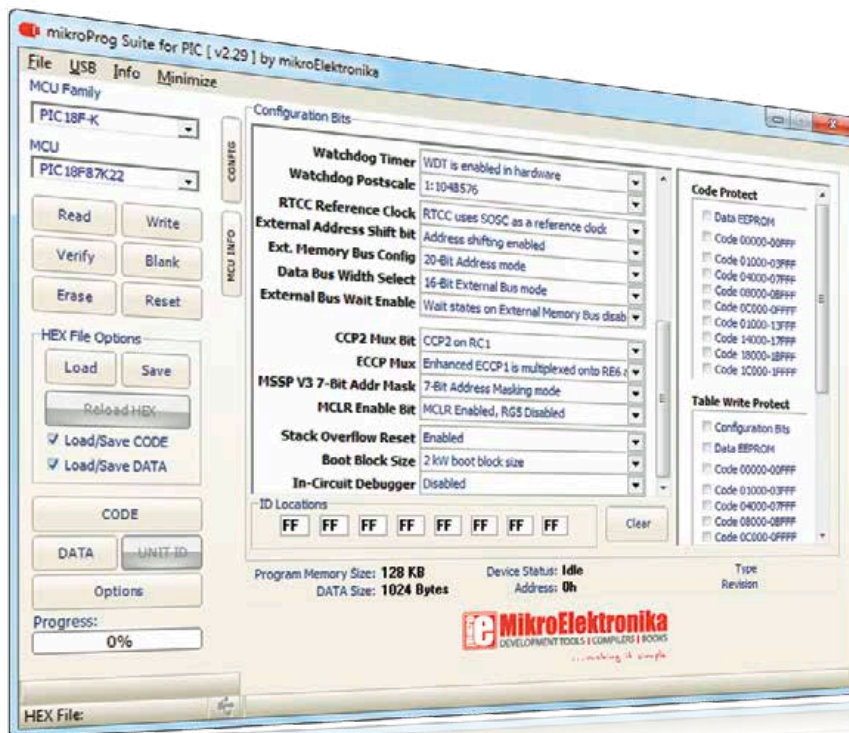 mikroProg Suite for PIC [ v2.29 ] by mikroElektronika
File USB Info Minimize
MCU Family
PIC18F-K
MCU
PIC18F87K22
Read Write
Verify Blank
Erase Reset
HEX File Options
Load Save
Reload HEX
Load/Save CODE
Load/Save DATA
CODE
DATA UNIT ID
Options
Progress:
0%
HEX File:
CONFIG
MCU INFO
Configuration Bits
Watchdog Timer WDT is enabled in hardware
Watchdog Postscale 1:1048576
RTCC Reference Clock RTCC uses SOSC as a reference clock
External Address Shift bit Address shifting enabled
Ext. Memory Bus Config 20-Bit Address mode
Data Bus Width Select 16-Bit External Bus mode
External Bus Wait Enable Wait states on External Memory Bus disab
CCP2 Mux Bit CCP2 on RC1
ECCP Mux Enhanced ECCP1 is multiplexed onto RE6 a
MSSP V3 7-Bit Addr Mask 7-Bit Address Masking mode
MCLR Enable Bit MCLR Enabled, RG5 Disabled
Stack Overflow Reset Enabled
Boot Block Size 2 kW boot block size
In-Circuit Debugger Disabled
ID Locations
FF FF FF FF FF FF FF FF Clear
Code Protect
Data EEPROM
Code 00000-00FFF
Code 01000-03FFF
Code 04000-07FFF
Code 08000-0BFFF
Code 0C000-0FFFF
Code 01000-13FFF
Code 14000-17FFF
Code 18000-1BFFF
Code 1C000-1FFFF
Table Write Protect
Configuration Bits
Data EEPROM
Code 00000-00FFF
Code 01000-03FFF
Code 04000-07FFF
Code 08000-0BFFF
Code 0C000-0FFFF
Program Memory Size: 128 KB Device Status: Idle Type
DATA Size: 1024 Bytes Address: 0h Revision
MikroElektronika
DEVELOPMENT TOOLS | COMPILERS | BOOKS
...making it simple